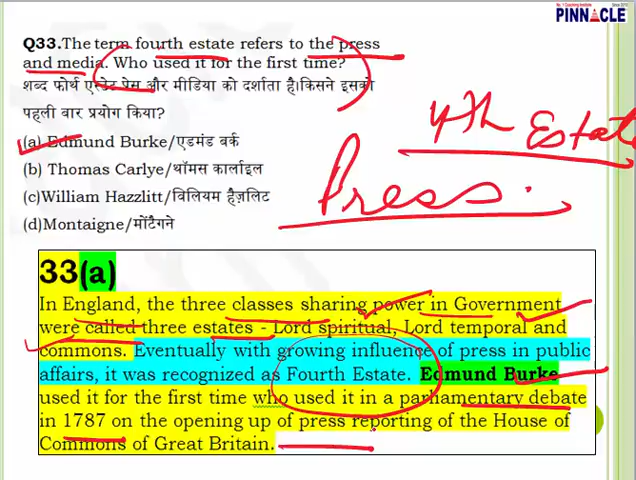 No. 1 Coaching Institute Since 2010
PINNACLE
Q33.The term fourth estate refers to the press
and media. Who used it for the first time?
शब्द फोर्थ एस्टेट प्रेस और मीडिया को दर्शाता है।किसने इसको
पहली बार प्रयोग किया?
(a) Edmund Burke/एडमंड बर्क
(b) Thomas Carlye/थॉमस कार्लाइल
(c)William Hazzlitt/विलियम हैज़लिट
(d)Montaigne/मोंटैगने
4th Estate
Press.
33(a)
In England, the three classes sharing power in Government
were called three estates - Lord spiritual, Lord temporal and
commons. Eventually with growing influence of press in public
affairs, it was recognized as Fourth Estate. Edmund Burke
used it for the first time who used it in a parliamentary debate
in 1787 on the opening up of press reporting of the House of
Commons of Great Britain.